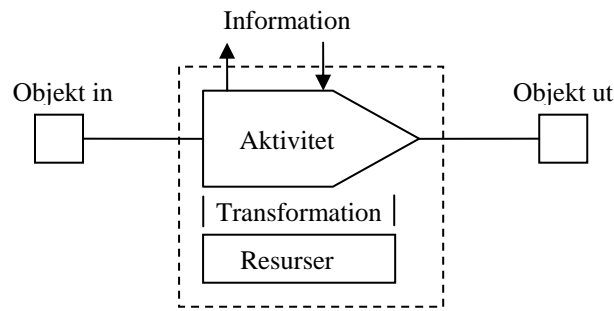 Information
Objekt in
Objekt ut
Aktivitet
Transformation
Resurser